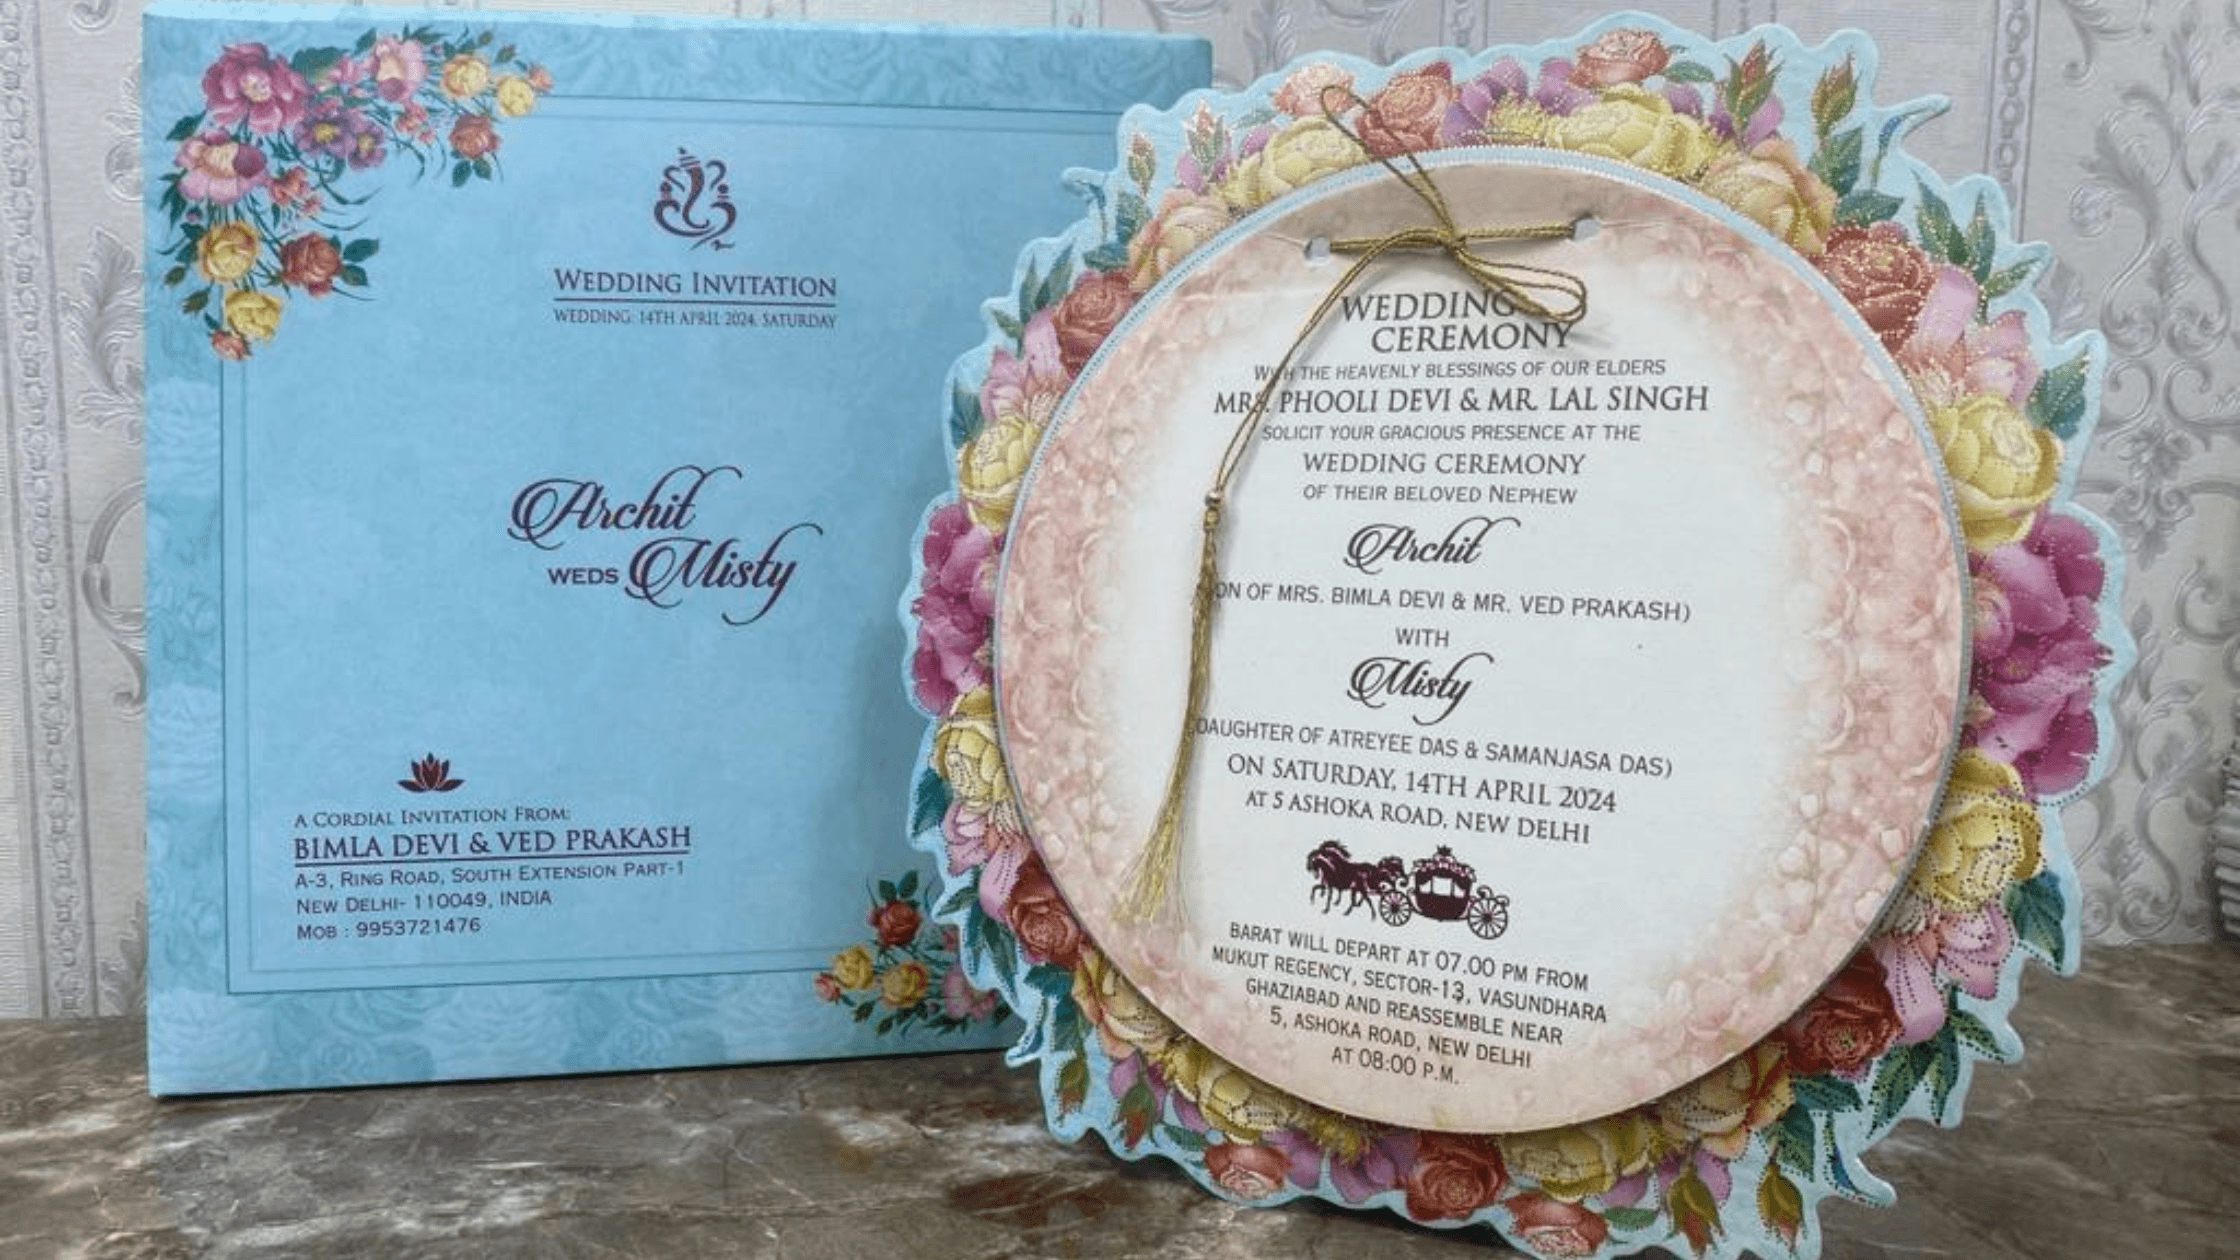 WEDDING INVITATION
WEDDING: 14TH APRIL 2024, SATURDAY
Archit
WEDS Misty
A CORDIAL INVITATION FROM:
BIMLA DEVI & VED PRAKASH
A-3, RING ROAD, SOUTH EXTENSION PART-1
NEW DELHI- 110049, INDIA
MOB : 9953721476
WEDDING
CEREMONY
WITH THE HEAVENLY BLESSINGS OF OUR ELDERS
MRS. PHOOLI DEVI & MR. LAL SINGH
SOLICIT YOUR GRACIOUS PRESENCE AT THE
WEDDING CEREMONY
OF THEIR BELOVED NEPHEW
Archit
ON OF MRS. BIMLA DEVI & MR. VED PRAKASH)
WITH
Misty
DAUGHTER OF ATREYEE DAS & SAMANJASA DAS)
ON SATURDAY, 14TH APRIL 2024
AT 5 ASHOKA ROAD, NEW DELHI
BARAT WILL DEPART AT 07.00 PM FROM
MUKUT REGENCY, SECTOR-13, VASUNDHARA
GHAZIABAD AND REASSEMBLE NEAR
5, ASHOKA ROAD, NEW DELHI
AT 08:00 P.M.